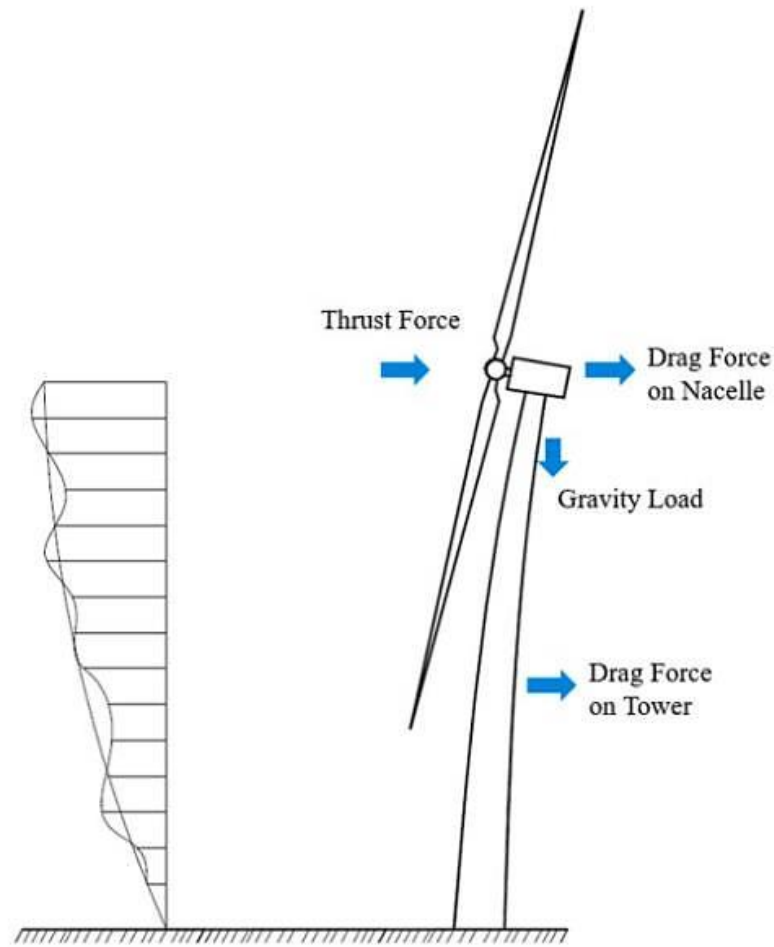 Thrust Force
Drag Force
on Nacelle
Gravity Load
Drag Force
on Tower